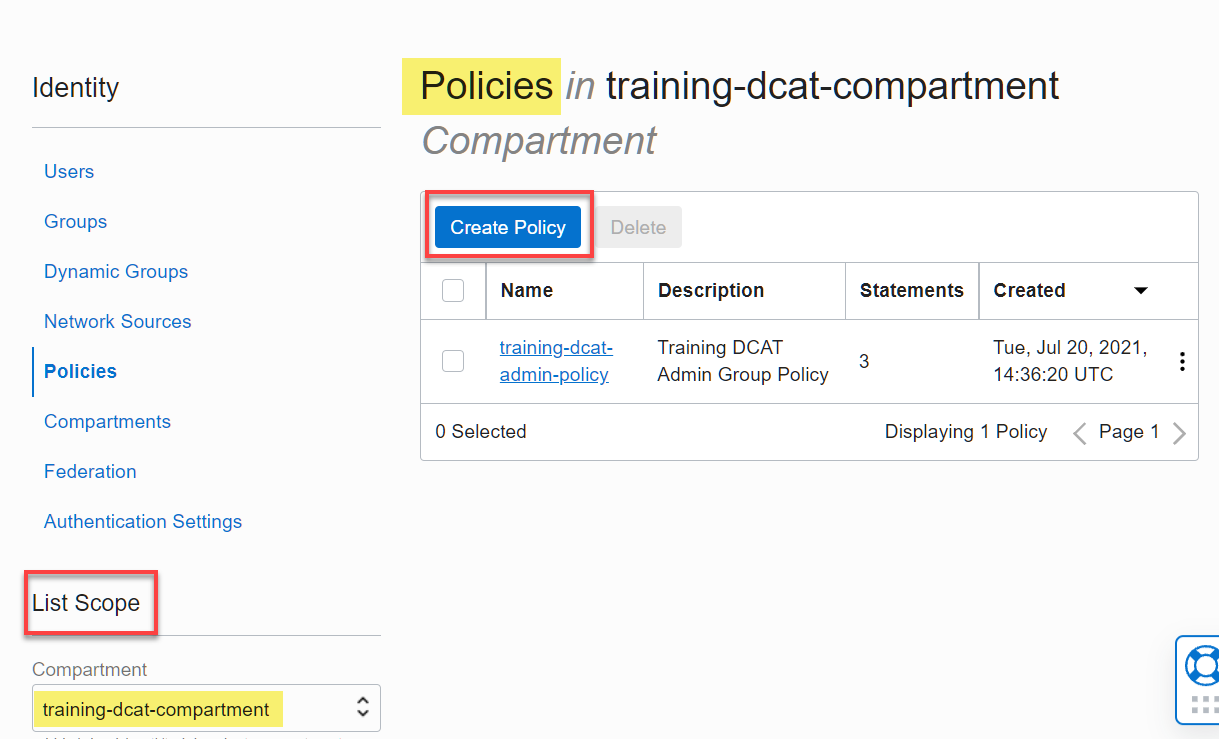 Identity
Users
Groups
Dynamic Groups
Network Sources
Policies
Compartments
Federation
Authentication Settings
List Scope
Compartment
training-dcat-compartment
Policies in training-dcat-compartment
Compartment
Create Policy Delete
Name Description Statements Created
training-dcat-admin-policy Training DCAT Admin Group Policy 3 Tue, Jul 20, 2021, 14:36:20 UTC
0 Selected Displaying 1 Policy Page 1